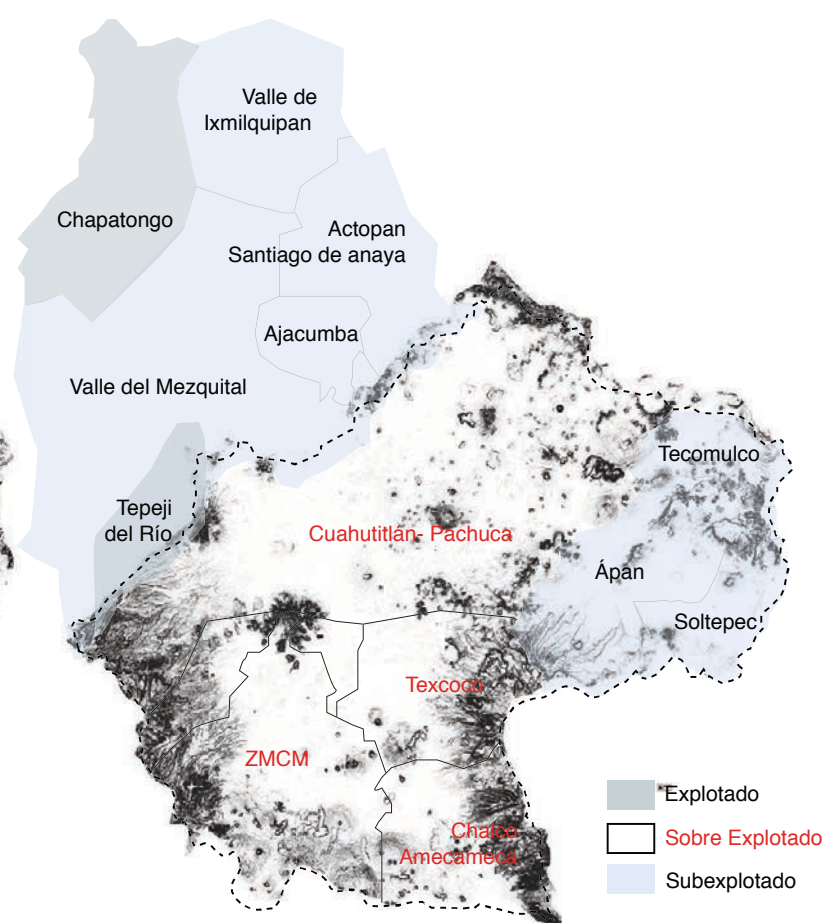 Valle de
Ixmilquipan
Chapatongo
Actopan
Santiago de anaya
Ajacumba
Valle del Mezquital
Tecomulco
Tepeji
del Río
Cuahutitlán- Pachuca
Ápan
Soltepec
Texcoco
ZMCM
Chalco
Amecameca
Explotado
Sobre Explotado
Subexplotado